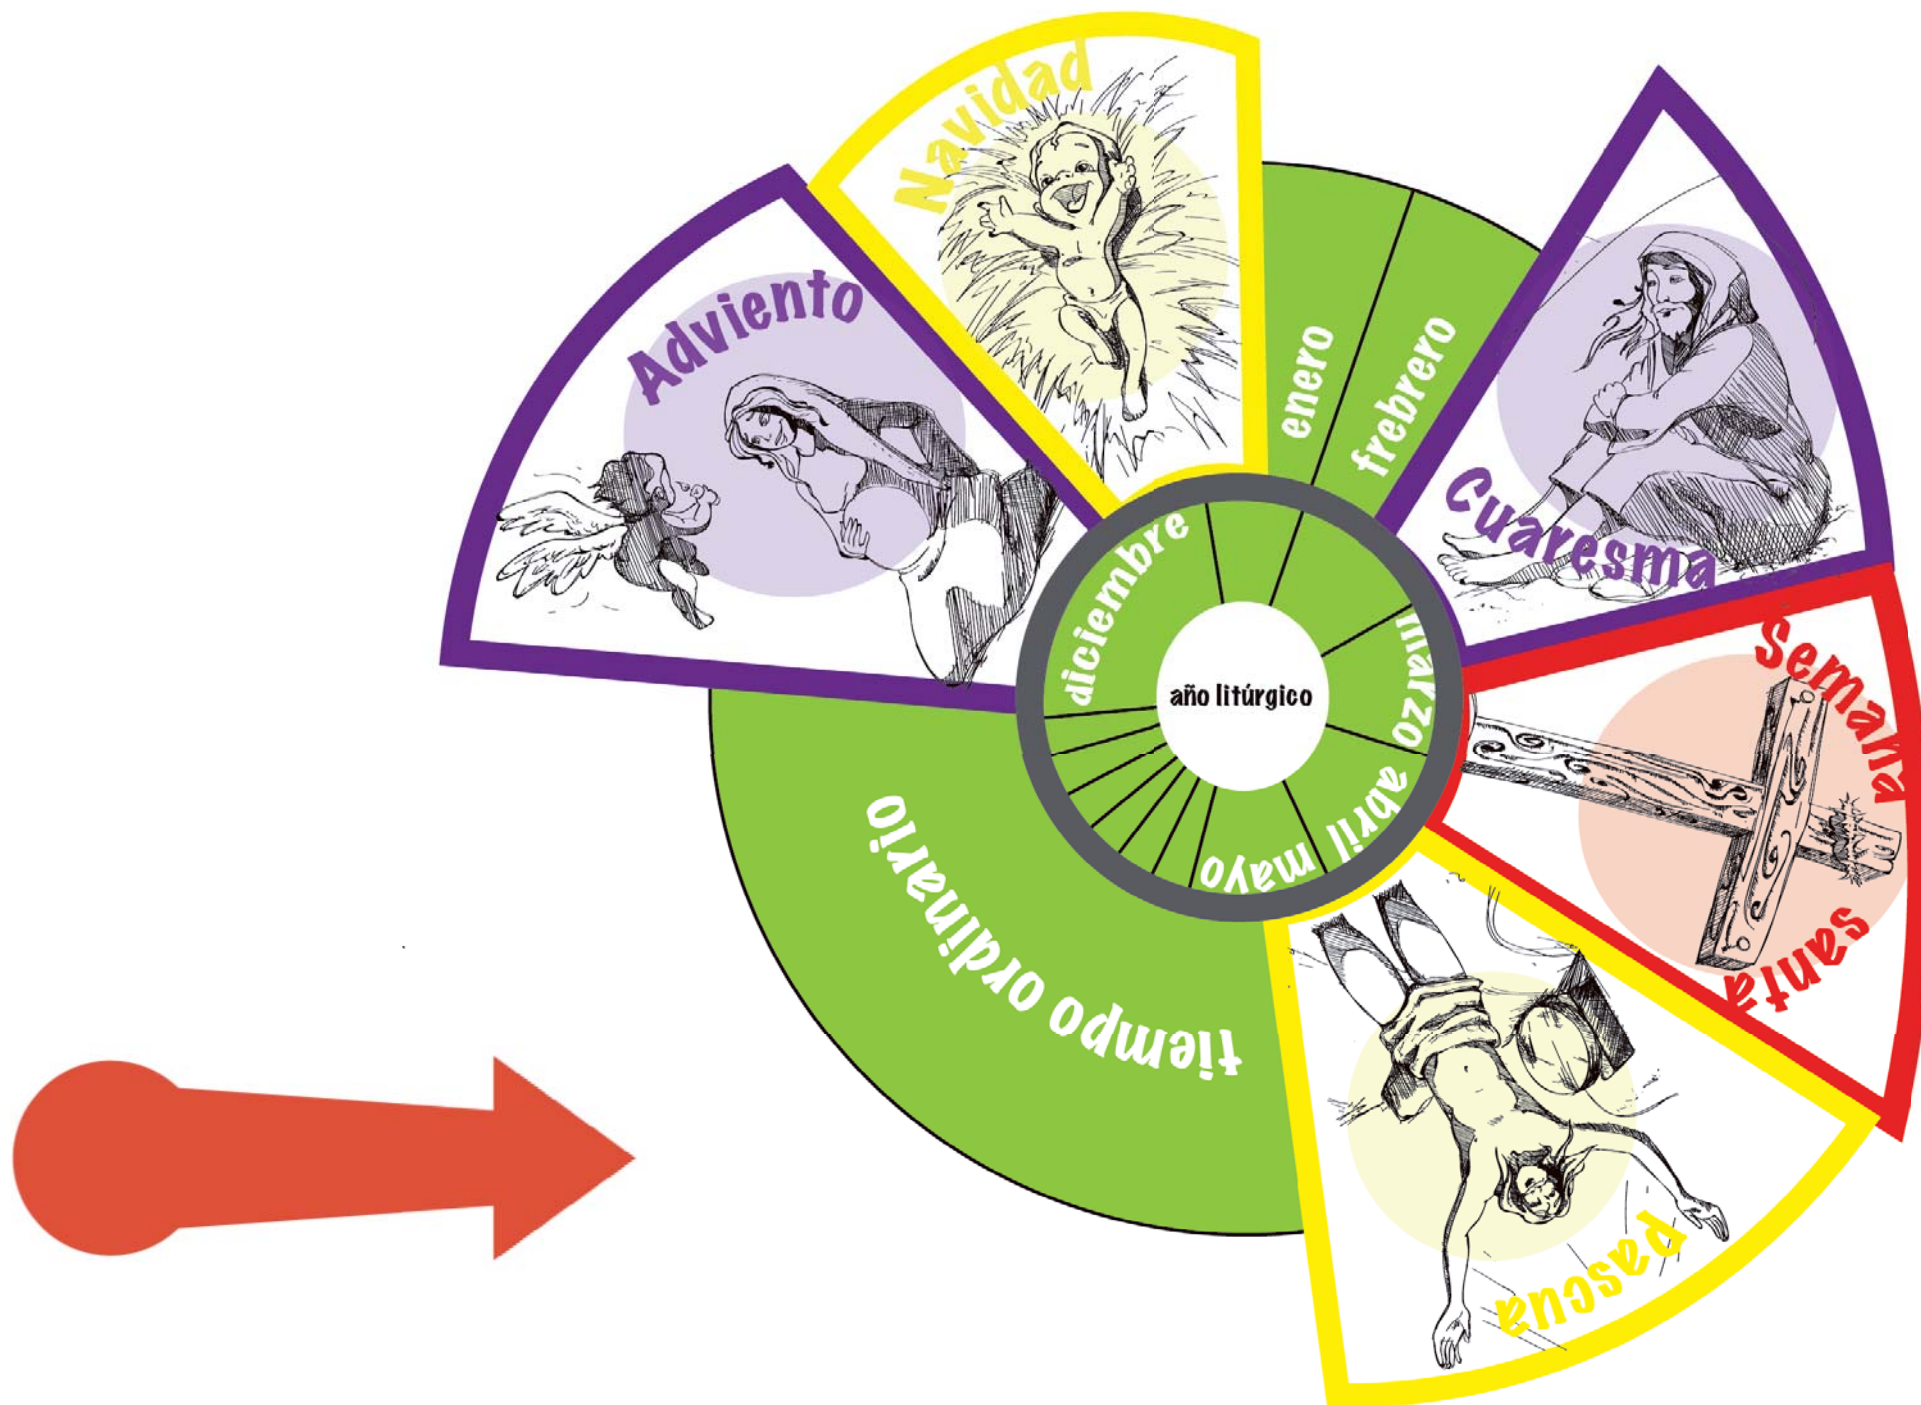 Navidad
Adviento
enero
frebrero
Cuaresma
Semana
santa
pascua
tiempo ordinario
diciembre
marzo
abril
mayo
año litúrgico